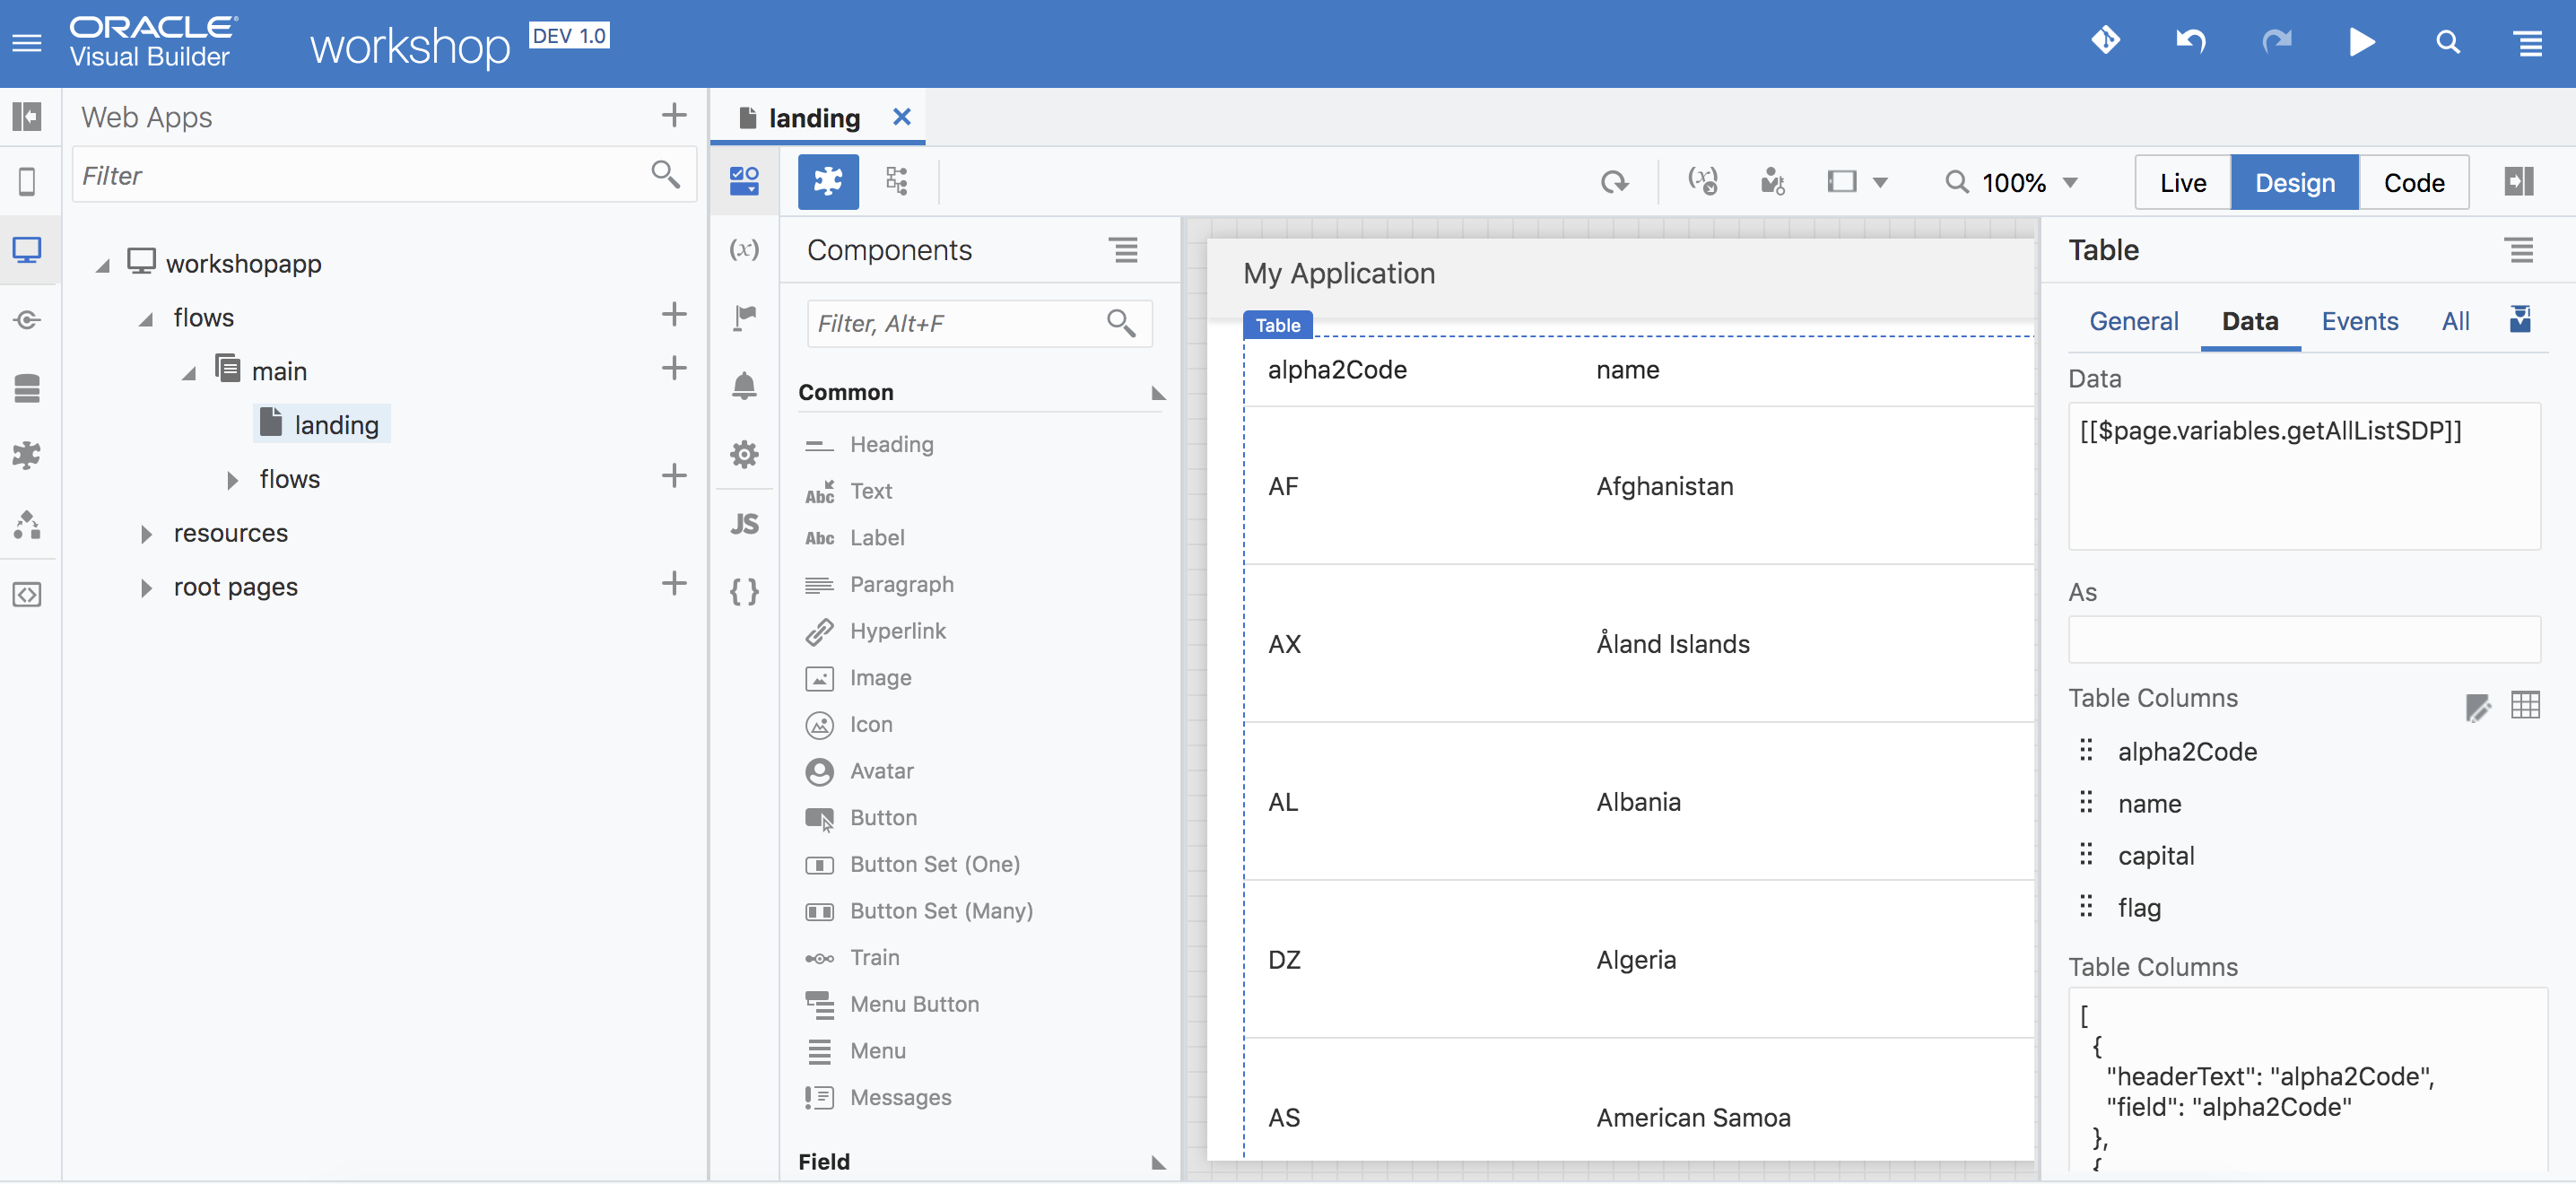 ORACLE
Visual Builder
workshop DEV 1.0
Web Apps
Filter
workshopapp
flows
main
landing
flows
resources
root pages
landing
(x)
JS
{ }
100%
Live Design Code
Components
Filter, Alt+F
Common
Heading
Abc Text
Abc Label
Paragraph
Hyperlink
Image
Icon
Avatar
Button
Button Set (One)
Button Set (Many)
Train
Menu Button
Menu
Messages
Field
My Application
Table
alpha2Code name
AF Afghanistan
AX Åland Islands
AL Albania
DZ Algeria
AS American Samoa
Table
General Data Events All
Data
[[$page.variables.getAllListSDP]]
As
Table Columns
alpha2Code
name
capital
flag
Table Columns
[
{
"headerText": "alpha2Code",
"field": "alpha2Code"
},
{